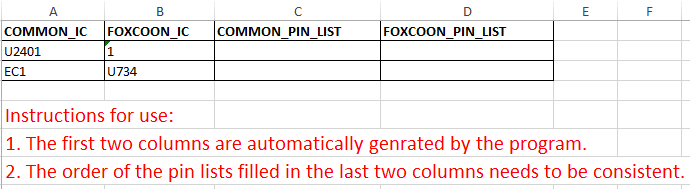 A B C D E F
COMMON_IC FOXCOON_IC COMMON_PIN_LIST FOXCOON_PIN_LIST
U2401 1
EC1 U734
Instructions for use:
1. The first two columns are automatically genrated by the program.
2. The order of the pin lists filled in the last two columns needs to be consistent.